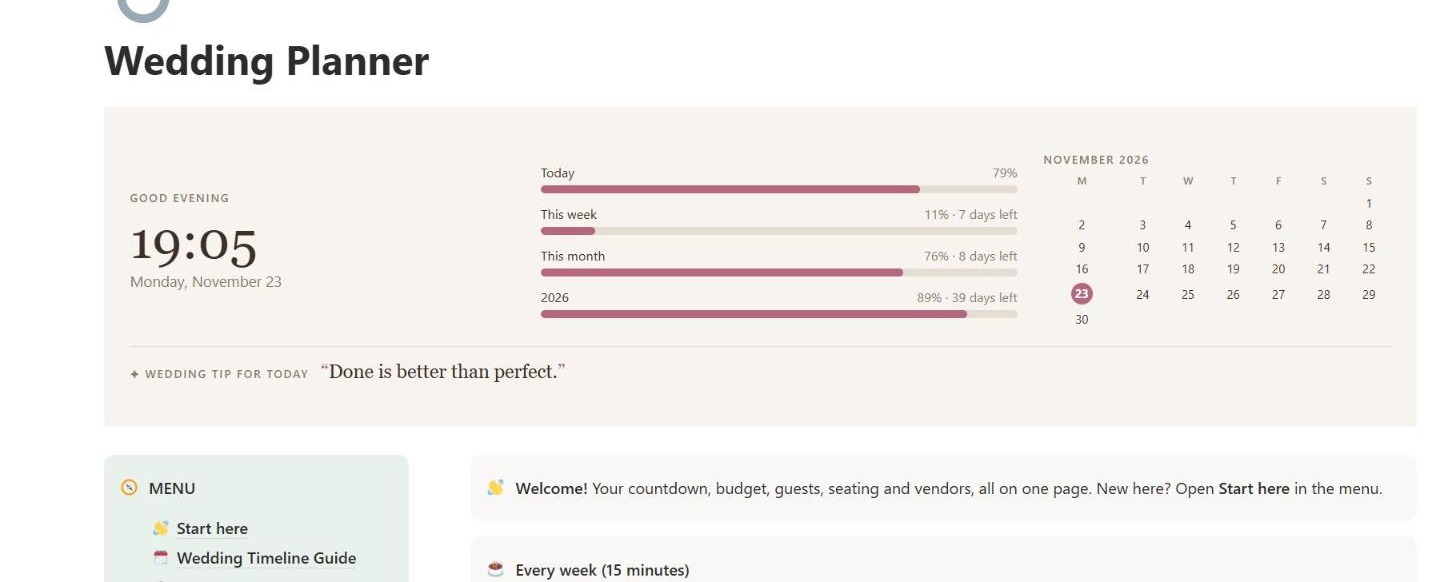 Wedding Planner
GOOD EVENING
19:05
Monday, November 23
Today 79%
This week 11% · 7 days left
This month 76% · 8 days left
2026 89% · 39 days left
NOVEMBER 2026
M T W T F S S
1
2 3 4 5 6 7 8
9 10 11 12 13 14 15
16 17 18 19 20 21 22
23 24 25 26 27 28 29
30
✦ WEDDING TIP FOR TODAY “Done is better than perfect.”
MENU
Start here
Wedding Timeline Guide
Welcome! Your countdown, budget, guests, seating and vendors, all on one page. New here? Open Start here in the menu.
Every week (15 minutes)